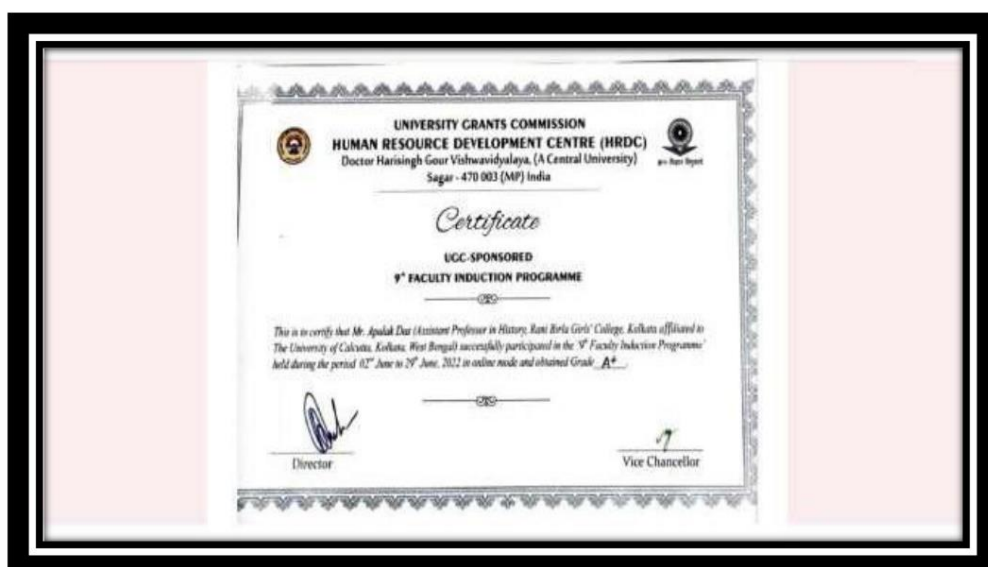 UNIVERSITY GRANTS COMMISSION
HUMAN RESOURCE DEVELOPMENT CENTRE (HRDC)
Doctor Harisingh Gour Vishwavidyalaya, (A Central University)
Sagar - 470 003 (MP) India
Certificate
UGC-SPONSORED
9th FACULTY INDUCTION PROGRAMME
This is to certify that Mr. Apalak Das (Assistant Professor in History, Rani Birla Girls' College, Kolkata affiliated to
The University of Calcutta, Kolkata, West Bengal) successfully participated in the '9th Faculty Induction Programme'
held during the period 02nd June to 29th June, 2022 in online mode and obtained Grade A+
Director
Vice Chancellor